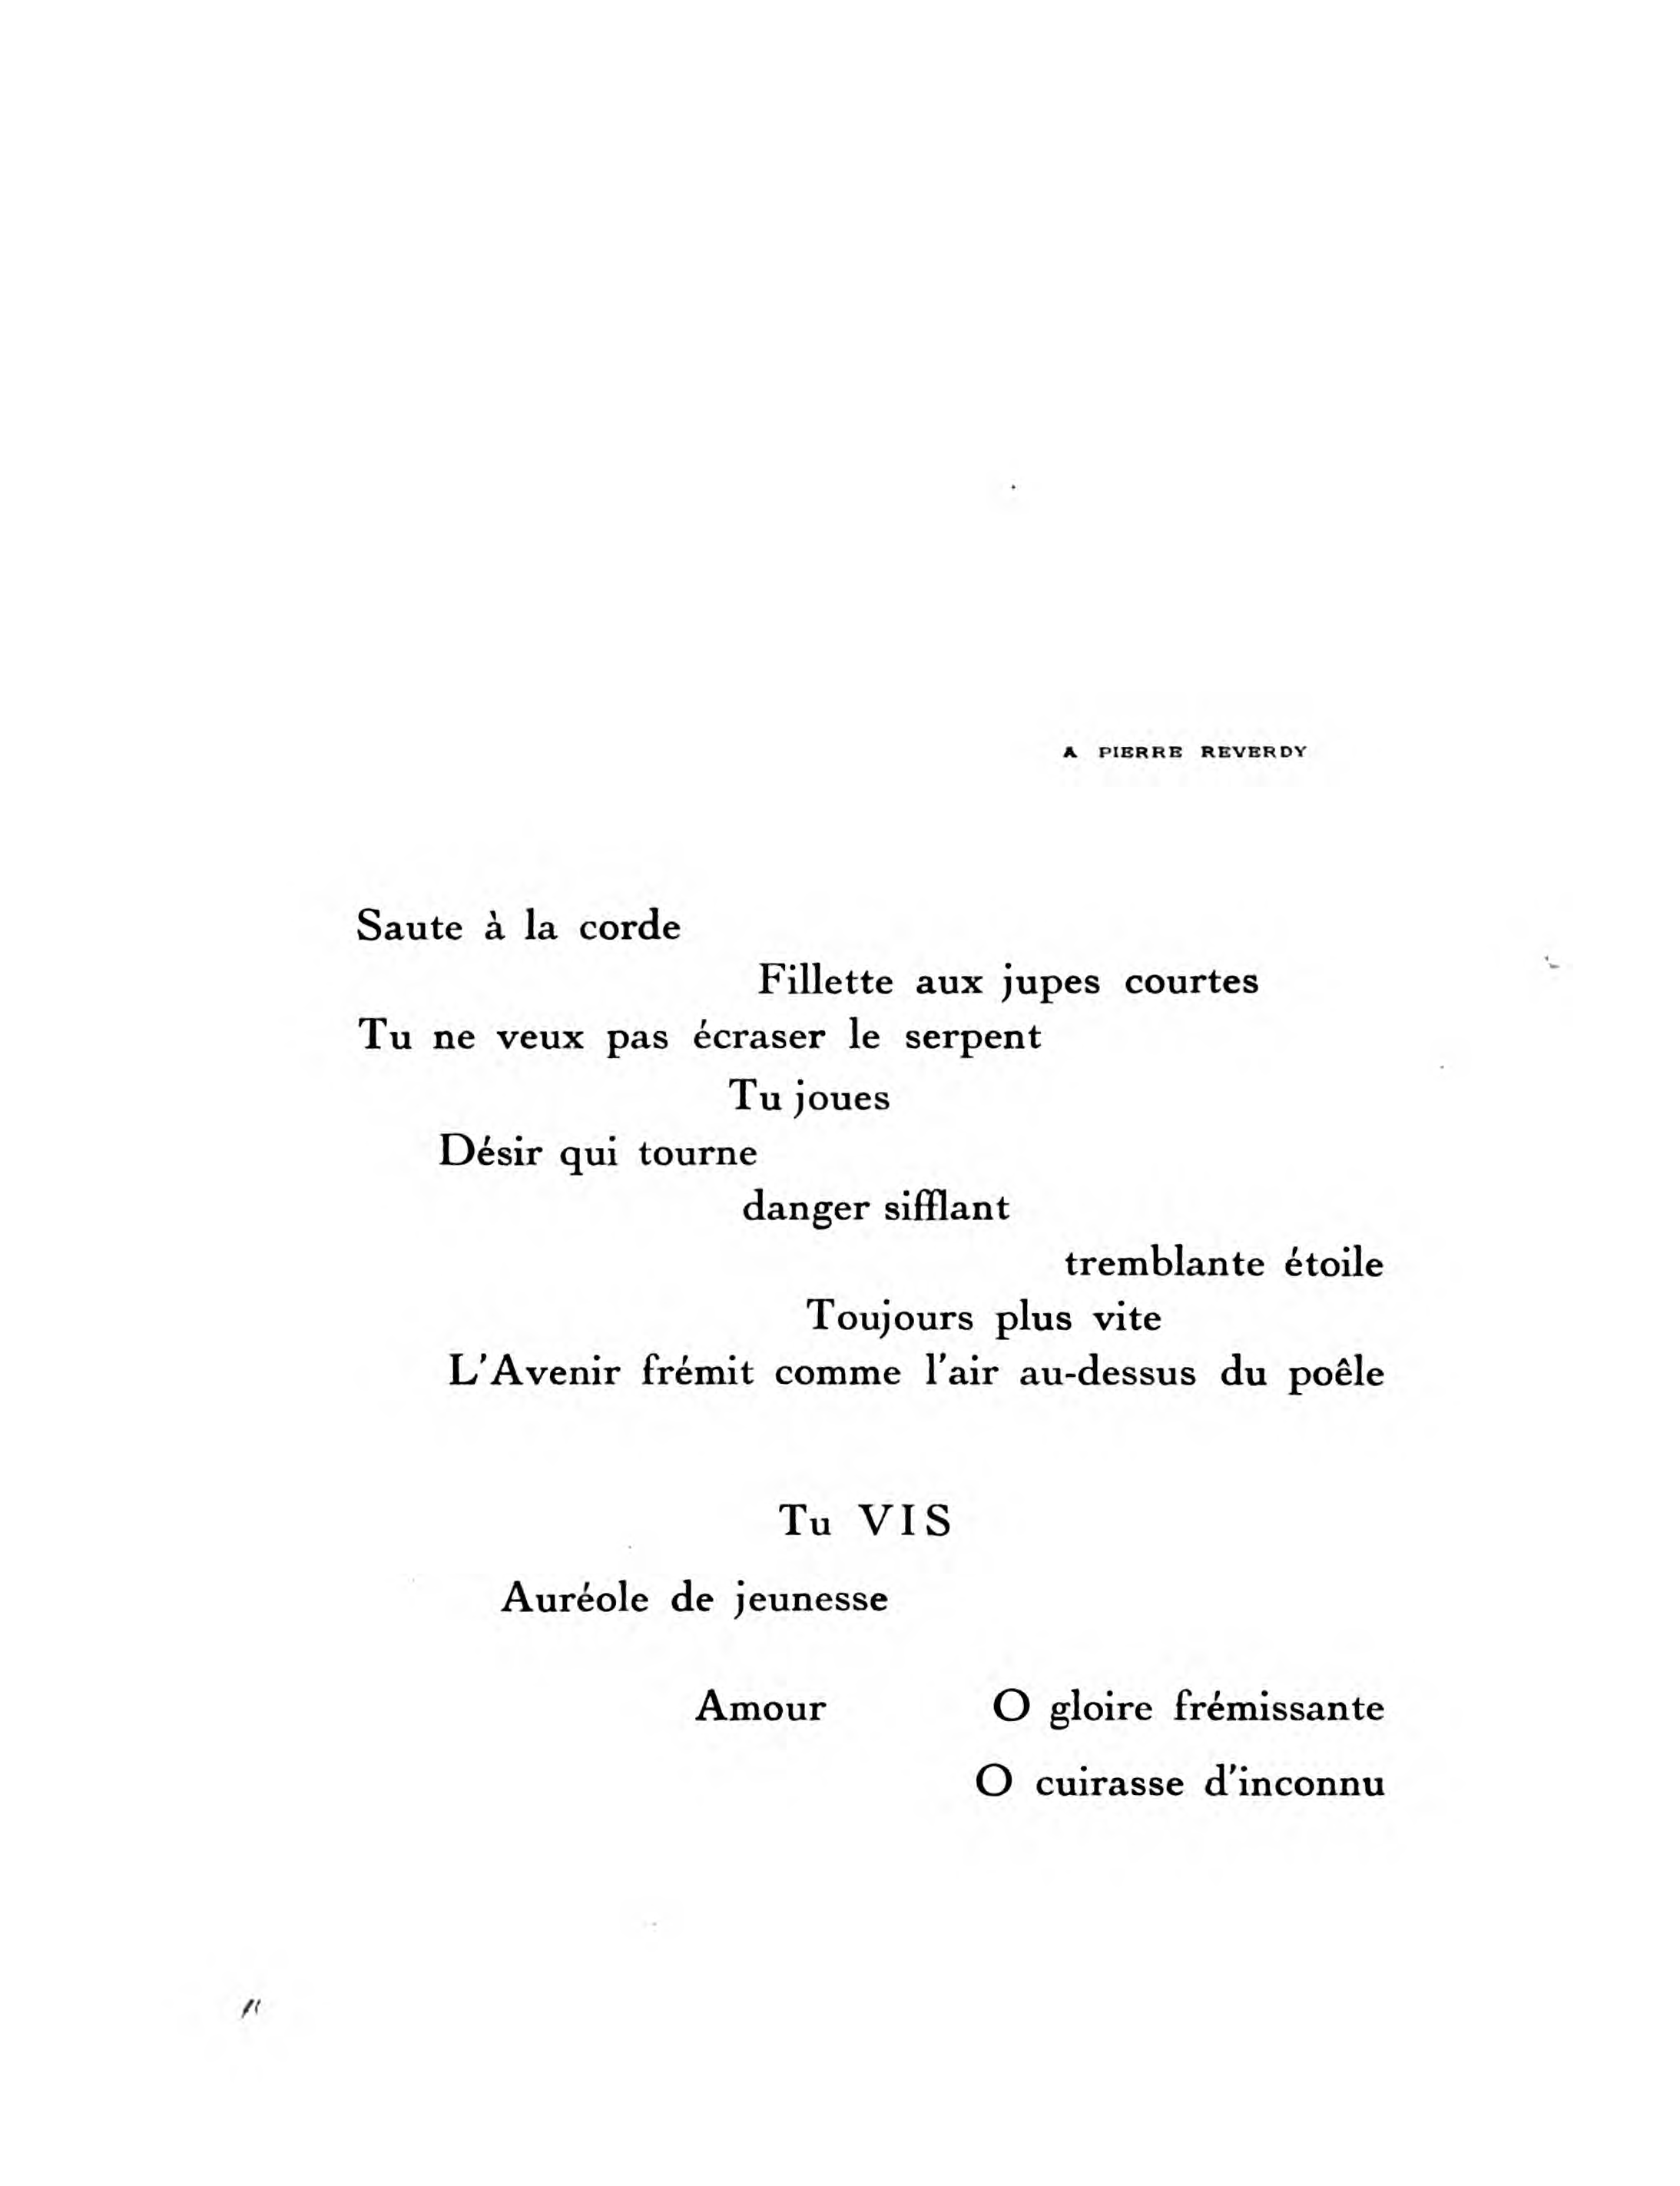 A PIERRE REVERDY
Saute à la corde
Fillette aux jupes courtes
Tu ne veux pas écraser le serpent
Tu joues
Désir qui tourne
danger sifflant
tremblante étoile
Toujours plus vite
L'Avenir frémit comme l'air au-dessus du poêle
Tu VIS
Auréole de jeunesse
Amour O gloire frémissante
O cuirasse d'inconnu